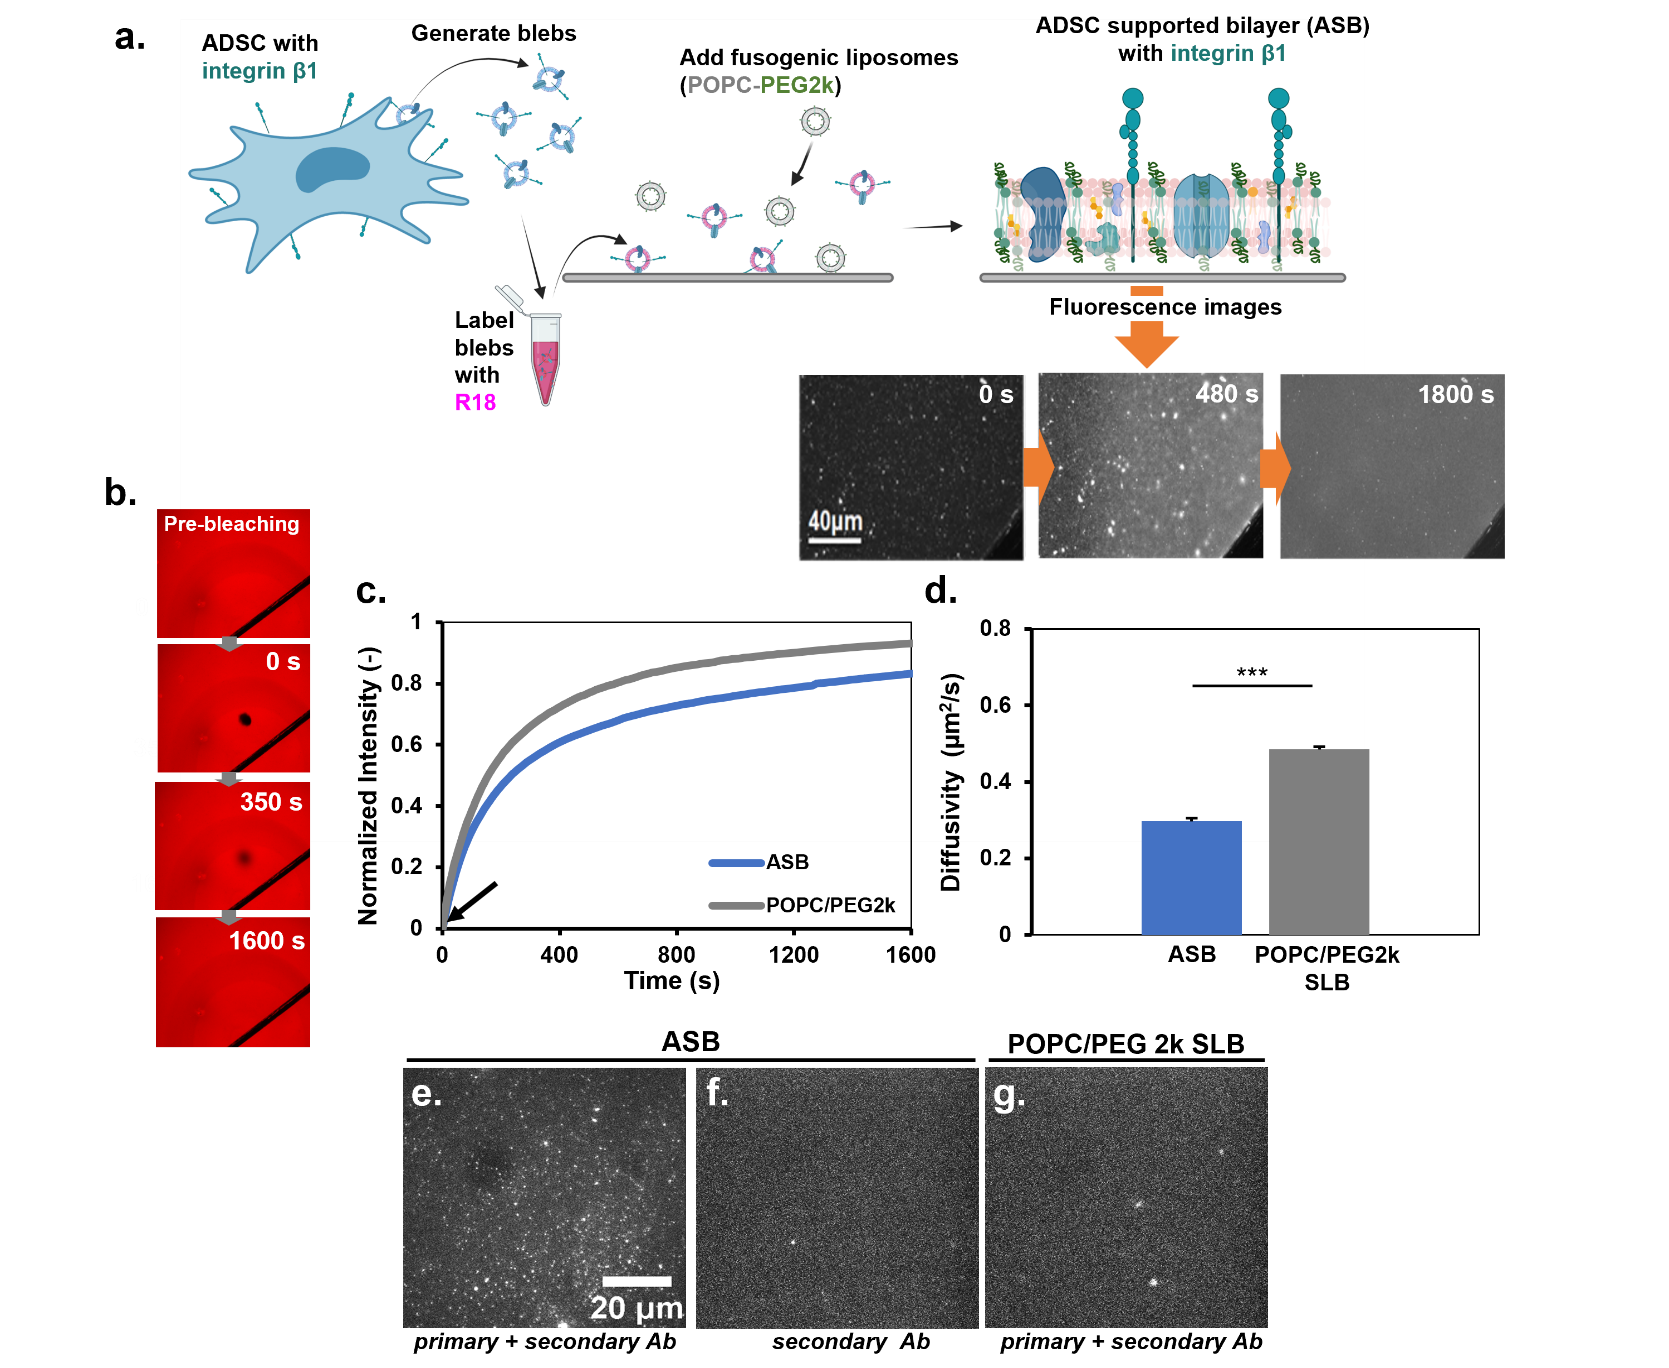 a.
ADSC with
integrin β1
Generate blebs
Add fusogenic liposomes
(POPC-PEG2k)
ADSC supported bilayer (ASB)
with integrin β1
Label
blebs
with
R18
Fluorescence images
0 s
480 s
1800 s
40μm
b.
Pre-bleaching
0 s
350 s
1600 s
c.
Normalized Intensity (-)
1
0.8
0.6
0.4
0.2
0
0
400
800
1200
1600
Time (s)
ASB
POPC/PEG2k
d.
Diffusivity (μm²/s)
0.8
0.6
0.4
0.2
0
***
ASB
POPC/PEG2k
SLB
ASB
POPC/PEG 2k SLB
e.
f.
g.
20 μm
primary + secondary Ab
secondary Ab
primary + secondary Ab